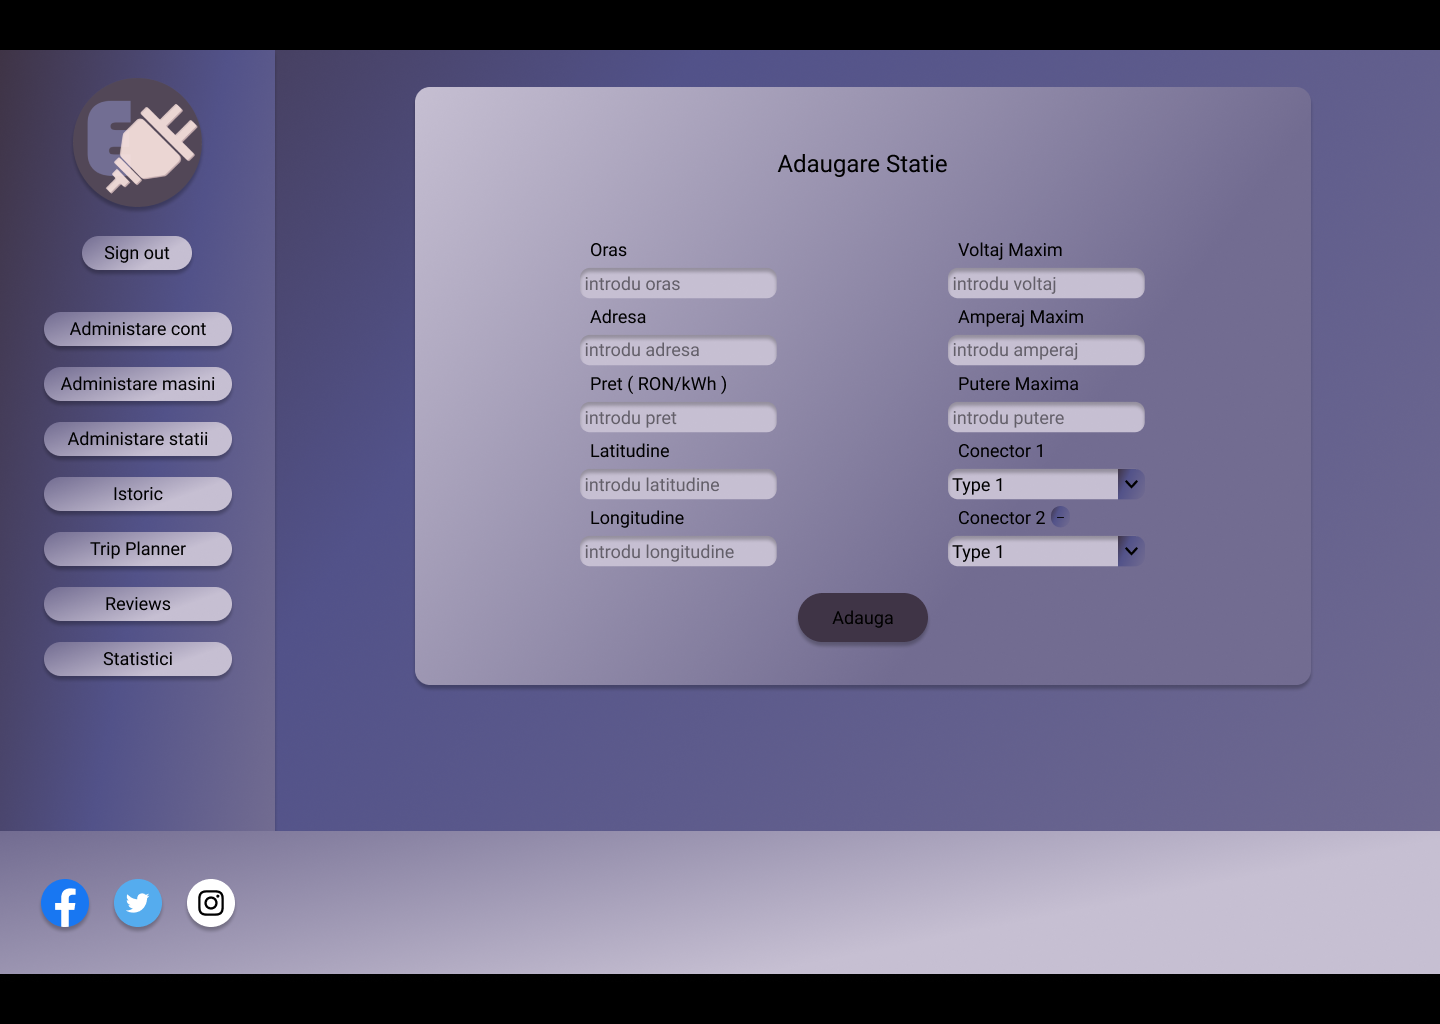 E
Sign out
Administare cont
Administare masini
Administare statii
Istoric
Trip Planner
Reviews
Statistici
Adaugare Statie
Oras
introdu oras
Adresa
introdu adresa
Pret ( RON/kWh )
introdu pret
Latitudine
introdu latitudine
Longitudine
introdu longitudine
Voltaj Maxim
introdu voltaj
Amperaj Maxim
introdu amperaj
Putere Maxima
introdu putere
Conector 1
Type 1
Conector 2 –
Type 1
Adauga